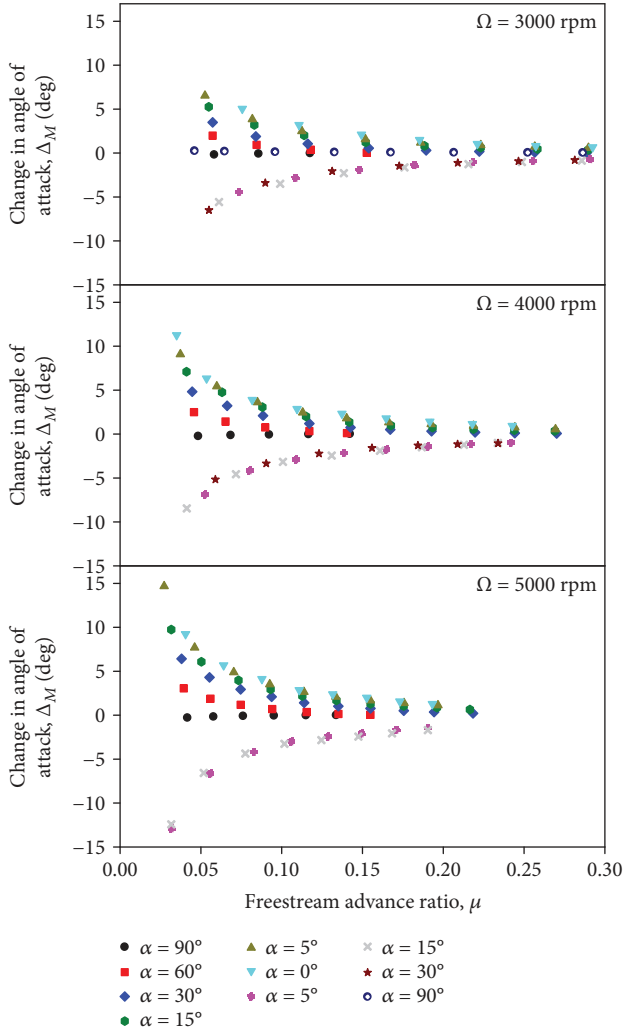 Ω = 3000 rpm
15
10
5
0
−5
−10
−15
Change in angle of
attack, Δ_M (deg)
Ω = 4000 rpm
15
10
5
0
−5
−10
−15
Change in angle of
attack, Δ_M (deg)
Ω = 5000 rpm
15
10
5
0
−5
−10
−15
Change in angle of
attack, Δ_M (deg)
0.00 0.05 0.10 0.15 0.20 0.25 0.30
Freestream advance ratio, μ
α = 90° α = 5° α = 15°
α = 60° α = 0° α = 30°
α = 30° α = 5° α = 90°
α = 15°